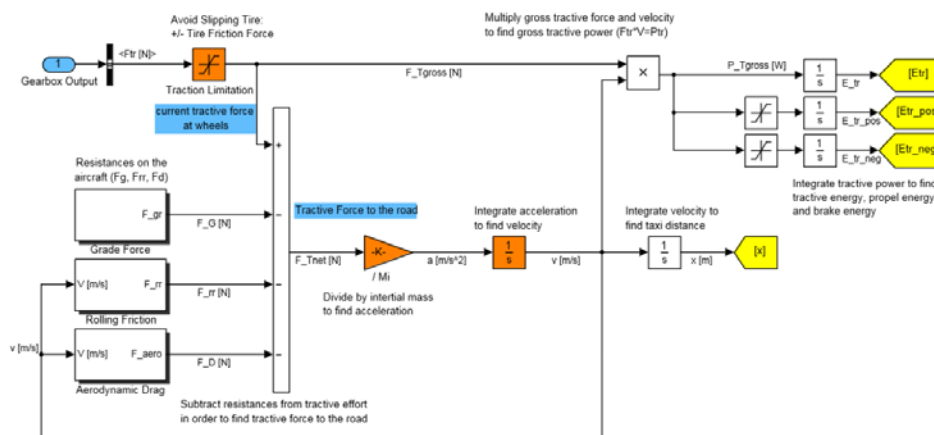 Avoid Slipping Tire:
+/- Tire Friction Force
Multiply gross tractive force and velocity
to find gross tractive power (Ftr*V=Ptr)
1
Gearbox Output
<Ftr [N]>
Traction Limitation
F_Tgross [N]
×
P_Tgross [W]
1
s
E_tr
[Etr]
1
s
E_tr_pos
[Etr_pos
1
s
E_tr_neg
[Etr_neg
current tractive force
at wheels
Integrate tractive power to find
tractive energy, propel energy
and brake energy
Resistances on the
aircraft (Fg, Frr, Fd)
F_gr
F_G [N]
Grade Force
+
−
−
−
Tractive Force to the road
F_Tnet [N]
-K-
/ Mi
a [m/s^2]
Divide by intertial mass
to find acceleration
Integrate acceleration
to find velocity
1
s
v [m/s]
Integrate velocity to
find taxi distance
1
s
x [m]
[x]
V [m/s]
F_rr
F_rr [N]
Rolling Friction
v [m/s]
V [m/s]
F_aero
F_D [N]
Aerodynamic Drag
Subtract resistances from tractive effort
in order to find tractive force to the road